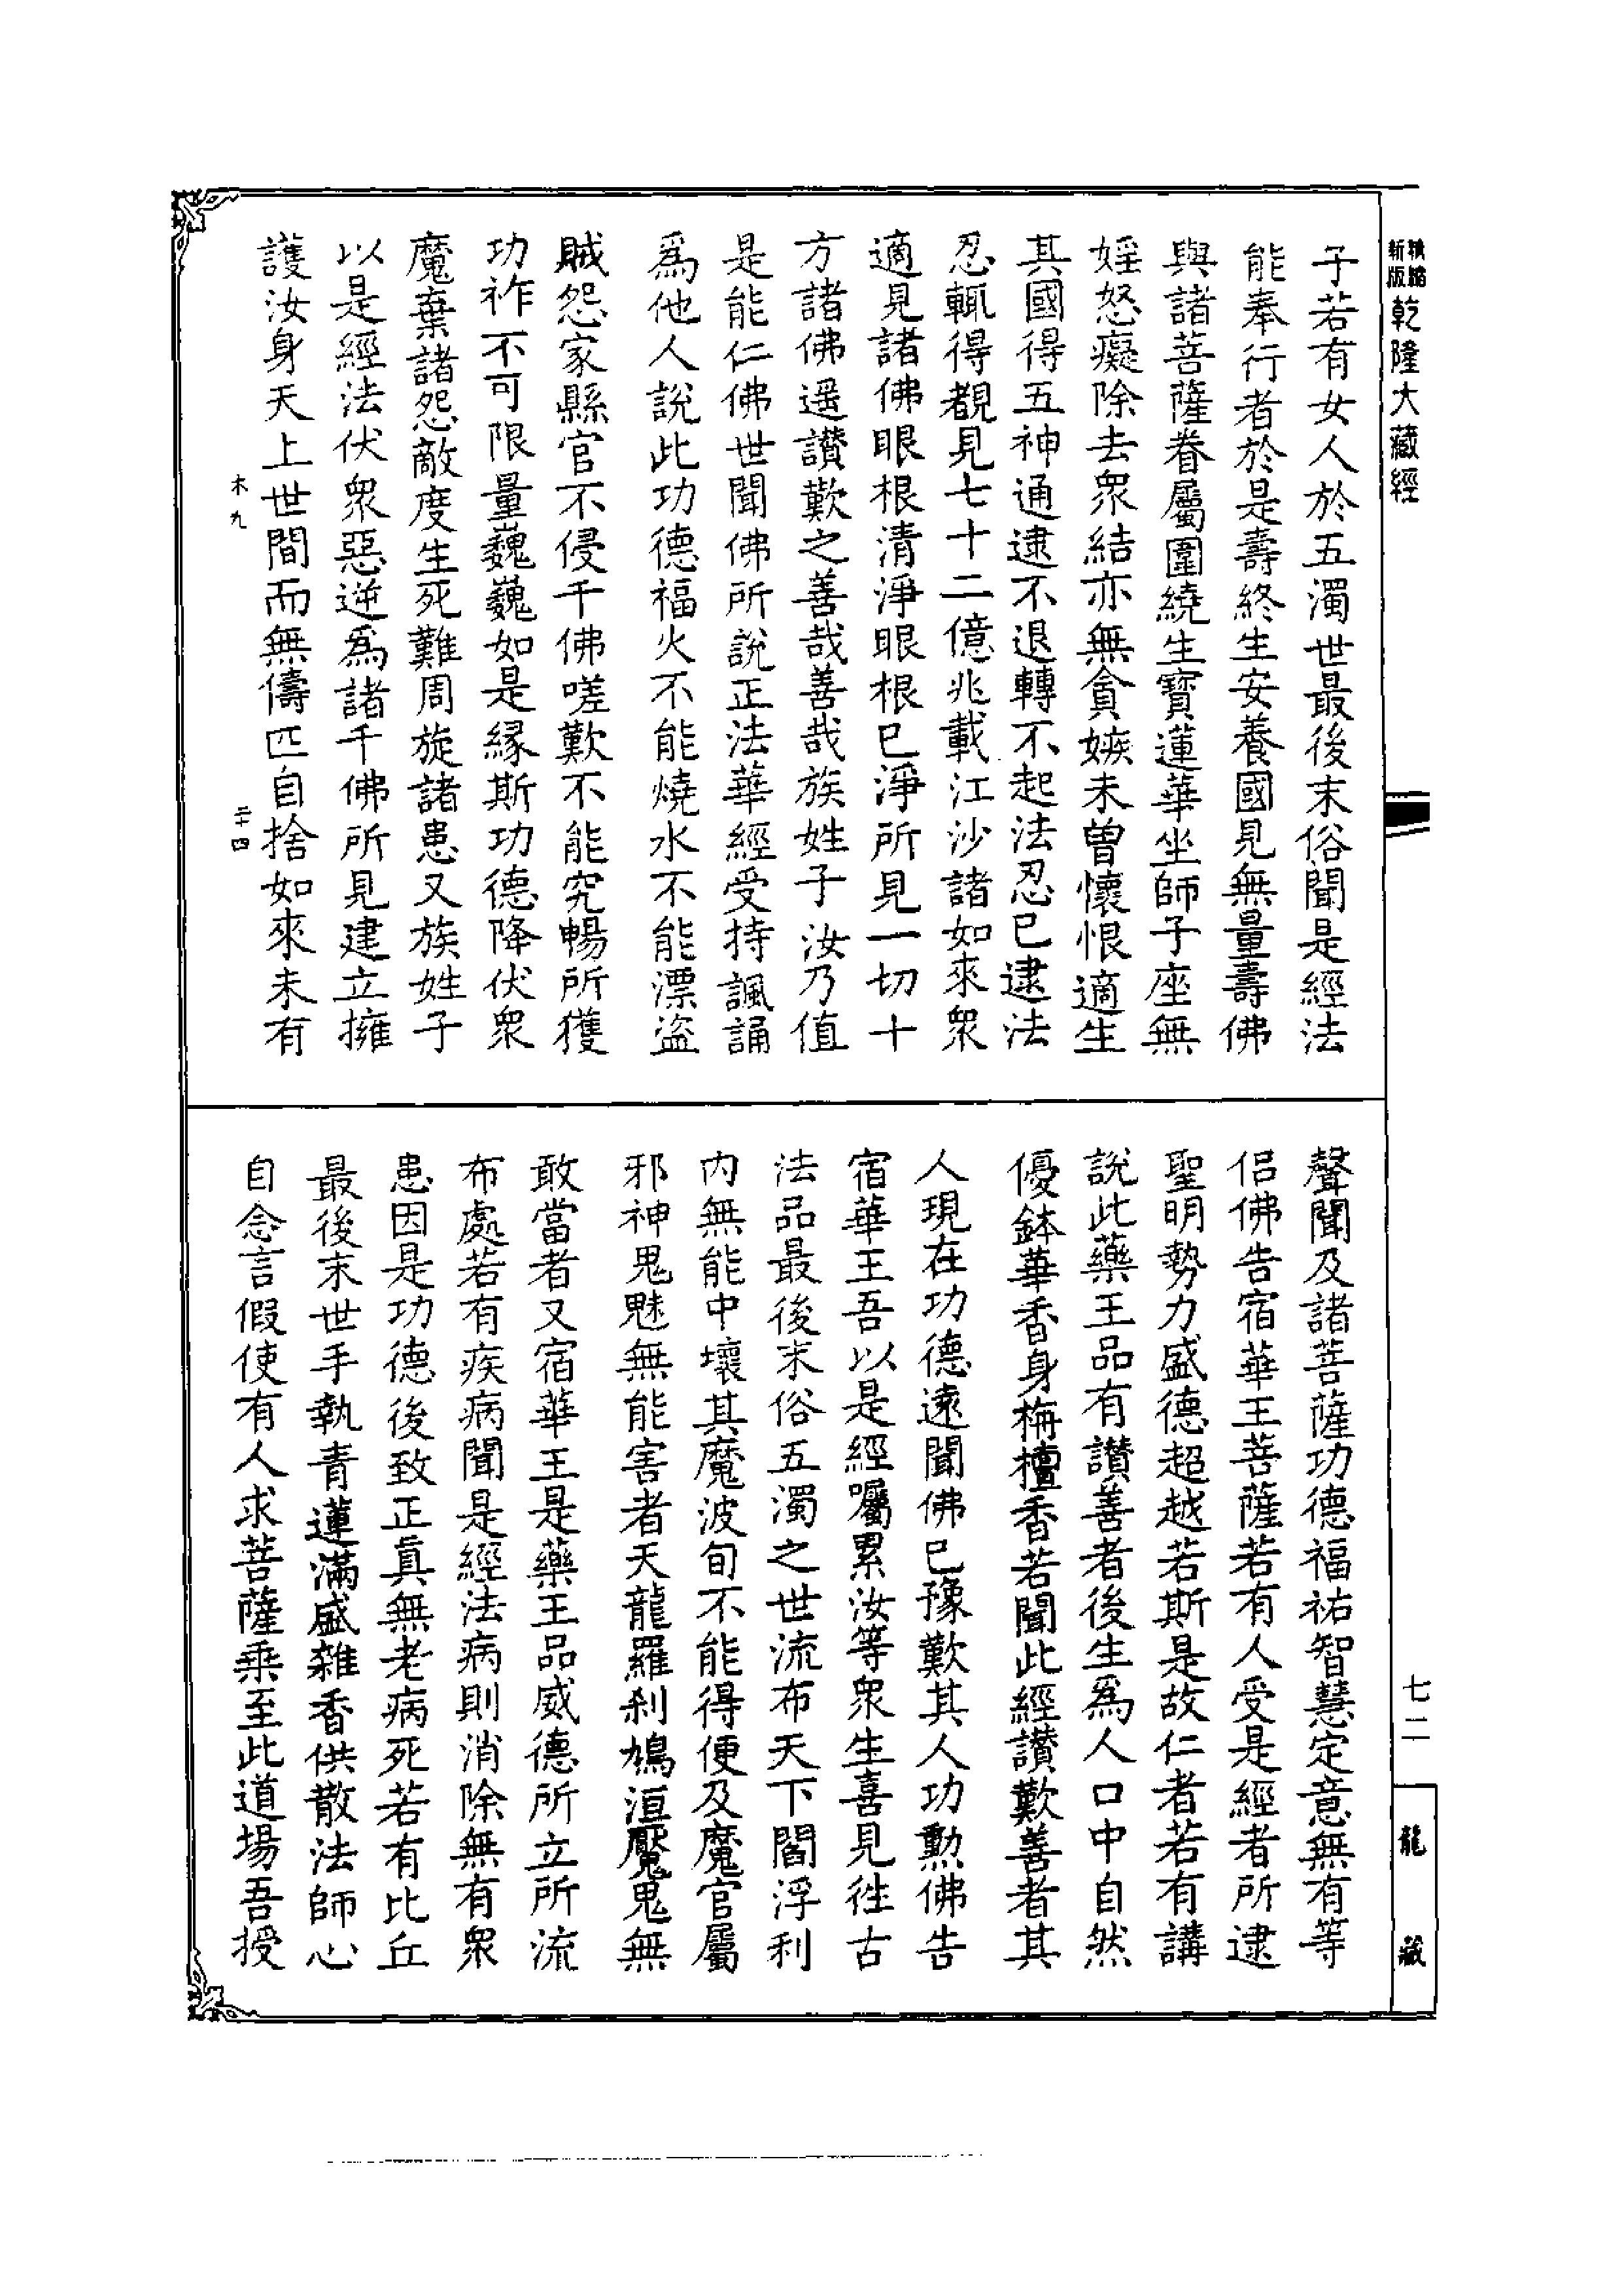 精縮
新版
乾隆大藏經
子若有女人於五濁世最後末俗聞是經法
能奉行者於是壽終生安養國見無量壽佛
與諸菩薩眷屬圍繞生寶蓮華坐師子座無
婬怒癡除去衆結亦無貪嫉未曾懷恨適生
其國得五神通逮不退轉不起法忍已逮法
忍輒得覩見七十二億兆載江沙諸如來衆
適見諸佛眼根清淨眼根已淨所見一切十
方諸佛遥讃歎之善哉善哉族姓子汝乃值
是能仁佛世聞佛所說正法華經受持諷誦
爲他人說此功德福火不能燒水不能漂盜
賊怨家縣官不侵千佛嗟歎不能究暢所獲
功祚不可限量巍巍如是緣斯功德降伏衆
魔棄諸怨敵度生死難周旋諸患又族姓子
以是經法伏衆惡逆爲諸千佛所見建立擁
護汝身天上世間而無儔匹自捨如來未有
木九
二十四
聲聞及諸菩薩功德福祐智慧定意無有等
侣佛告宿華王菩薩若有人受是經者所逮
聖明勢力盛德超越若斯是故仁者若有講
說此藥王品有讃善者後生爲人口中自然
優鉢華香身栴檀香若聞此經讃歎善者其
人現在功德遠聞佛已豫歎其人功勲佛告
宿華王吾以是經囑累汝等衆生喜見徃古
法品最後末俗五濁之世流布天下閻浮利
内無能中壞其魔波旬不能得便及魔官屬
邪神鬼魅無能害者天龍羅刹鳩洹魘鬼無
敢當者又宿華王是藥王品威德所立所流
布處若有疾病聞是經法病則消除無有衆
患因是功德後致正眞無老病死若有比丘
最後末世手執青蓮滿盛雜香供散法師心
自念言假使有人求菩薩乘至此道場吾授
七二
龍藏